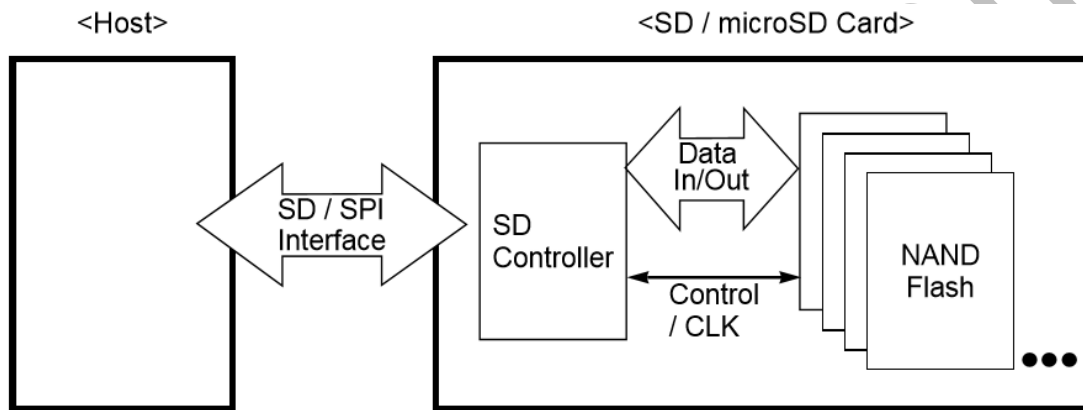 <Host>
<SD / microSD Card>
SD / SPI
Interface
SD
Controller
Data
In/Out
Control
/ CLK
NAND
Flash